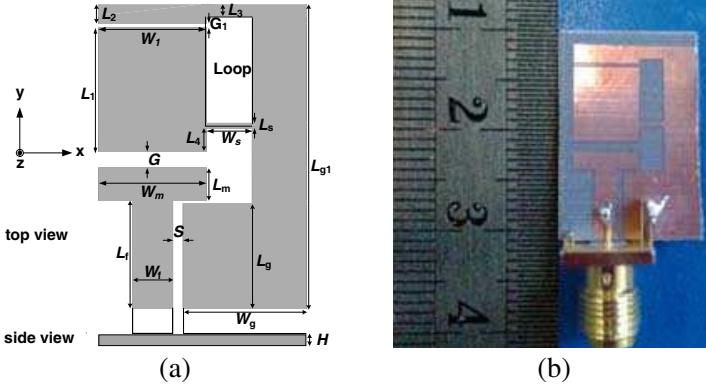 L2
L3
G1
W1
Loop
L1
y
x
z
L4
Ws
Ls
G
Lg1
Wm
Lm
top view
S
Lf
Lg
Wf
Wg
side view
H
1
2
3
4
(a)
(b)